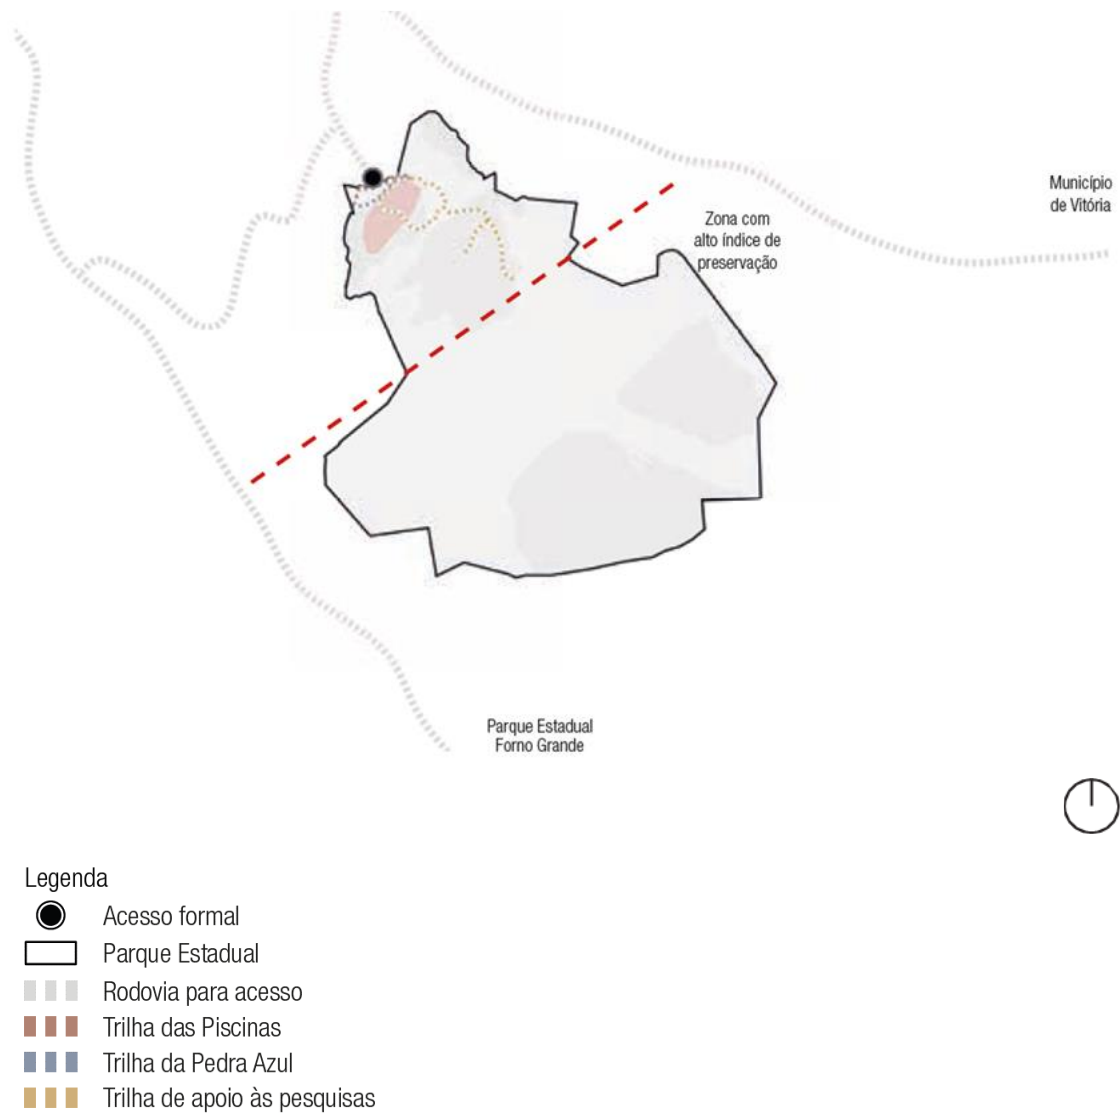 Município
de Vitória
Zona com
alto índice de
preservação
Parque Estadual
Forno Grande
Legenda
Acesso formal
Parque Estadual
Rodovia para acesso
Trilha das Piscinas
Trilha da Pedra Azul
Trilha de apoio às pesquisas